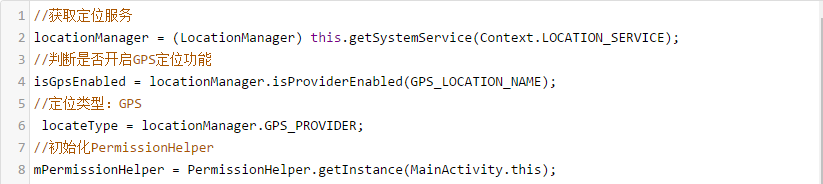 1 //获取定位服务
2 locationManager = (LocationManager) this.getSystemService(Context.LOCATION_SERVICE);
3 //判断是否开启GPS定位功能
4 isGpsEnabled = locationManager.isProviderEnabled(GPS_LOCATION_NAME);
5 //定位类型：GPS
6  locateType = locationManager.GPS_PROVIDER;
7 //初始化PermissionHelper
8 mPermissionHelper = PermissionHelper.getInstance(MainActivity.this);